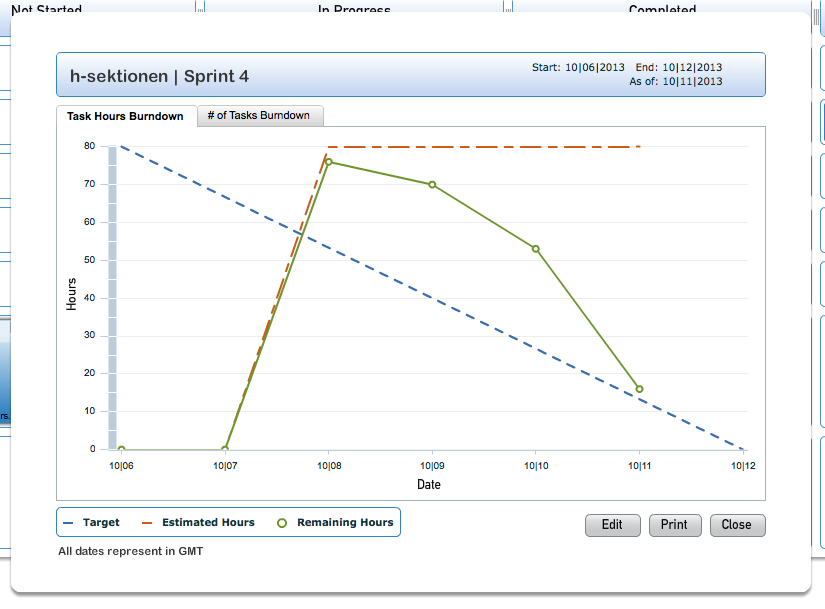 Not Started
In Progress
Completed
h-sektionen | Sprint 4
Start: 10|06|2013 End: 10|12|2013
As of: 10|11|2013
Task Hours Burndown
# of Tasks Burndown
80
70
60
50
40
30
20
10
0
Hours
10|06
10|07
10|08
10|09
10|10
10|11
10|12
Date
rs.
Target
Estimated Hours
Remaining Hours
Edit
Print
Close
All dates represent in GMT